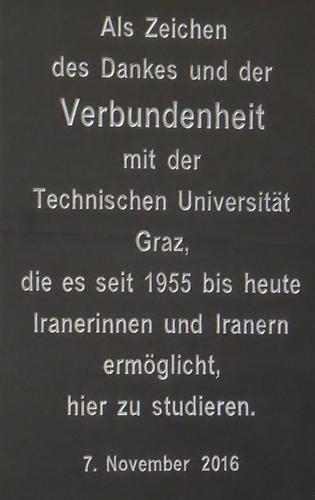 Als Zeichen
des Dankes und der
Verbundenheit
mit der
Technischen Universität
Graz,
die es seit 1955 bis heute
Iranerinnen und Iranern
ermöglicht,
hier zu studieren.
7. November 2016